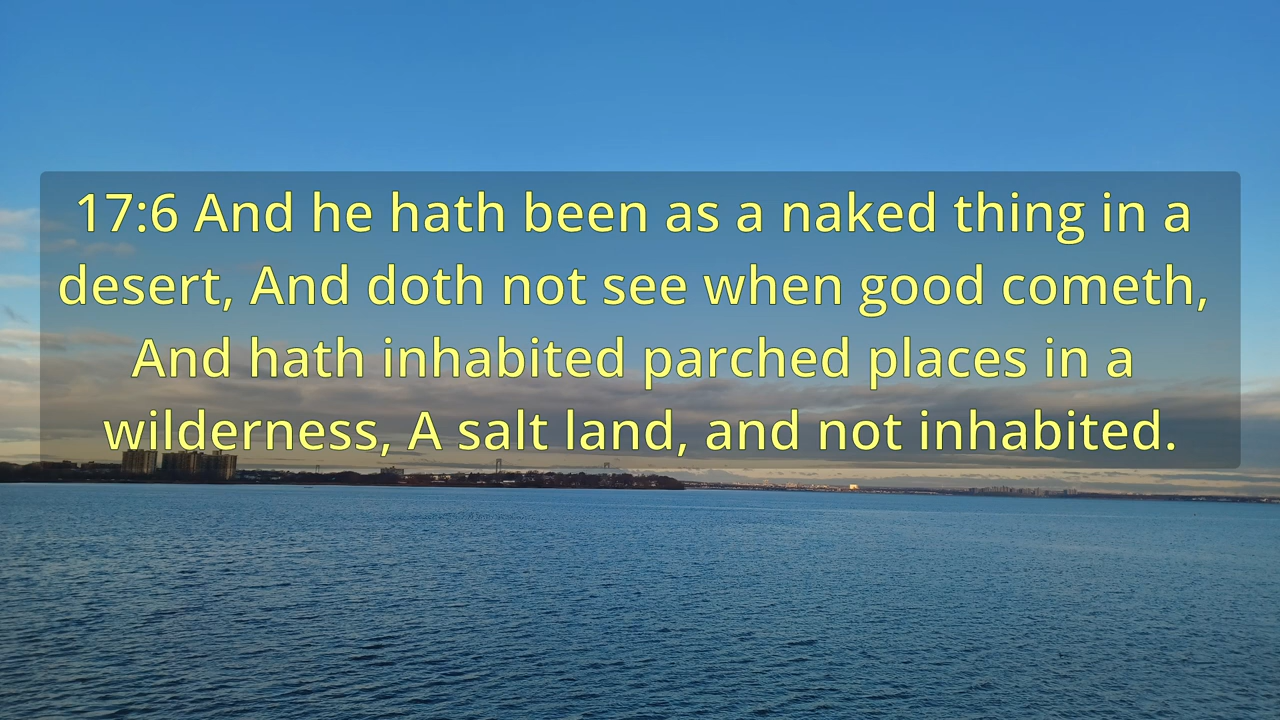 17:6 And he hath been as a naked thing in a
desert, And doth not see when good cometh,
And hath inhabited parched places in a
wilderness, A salt land, and not inhabited.